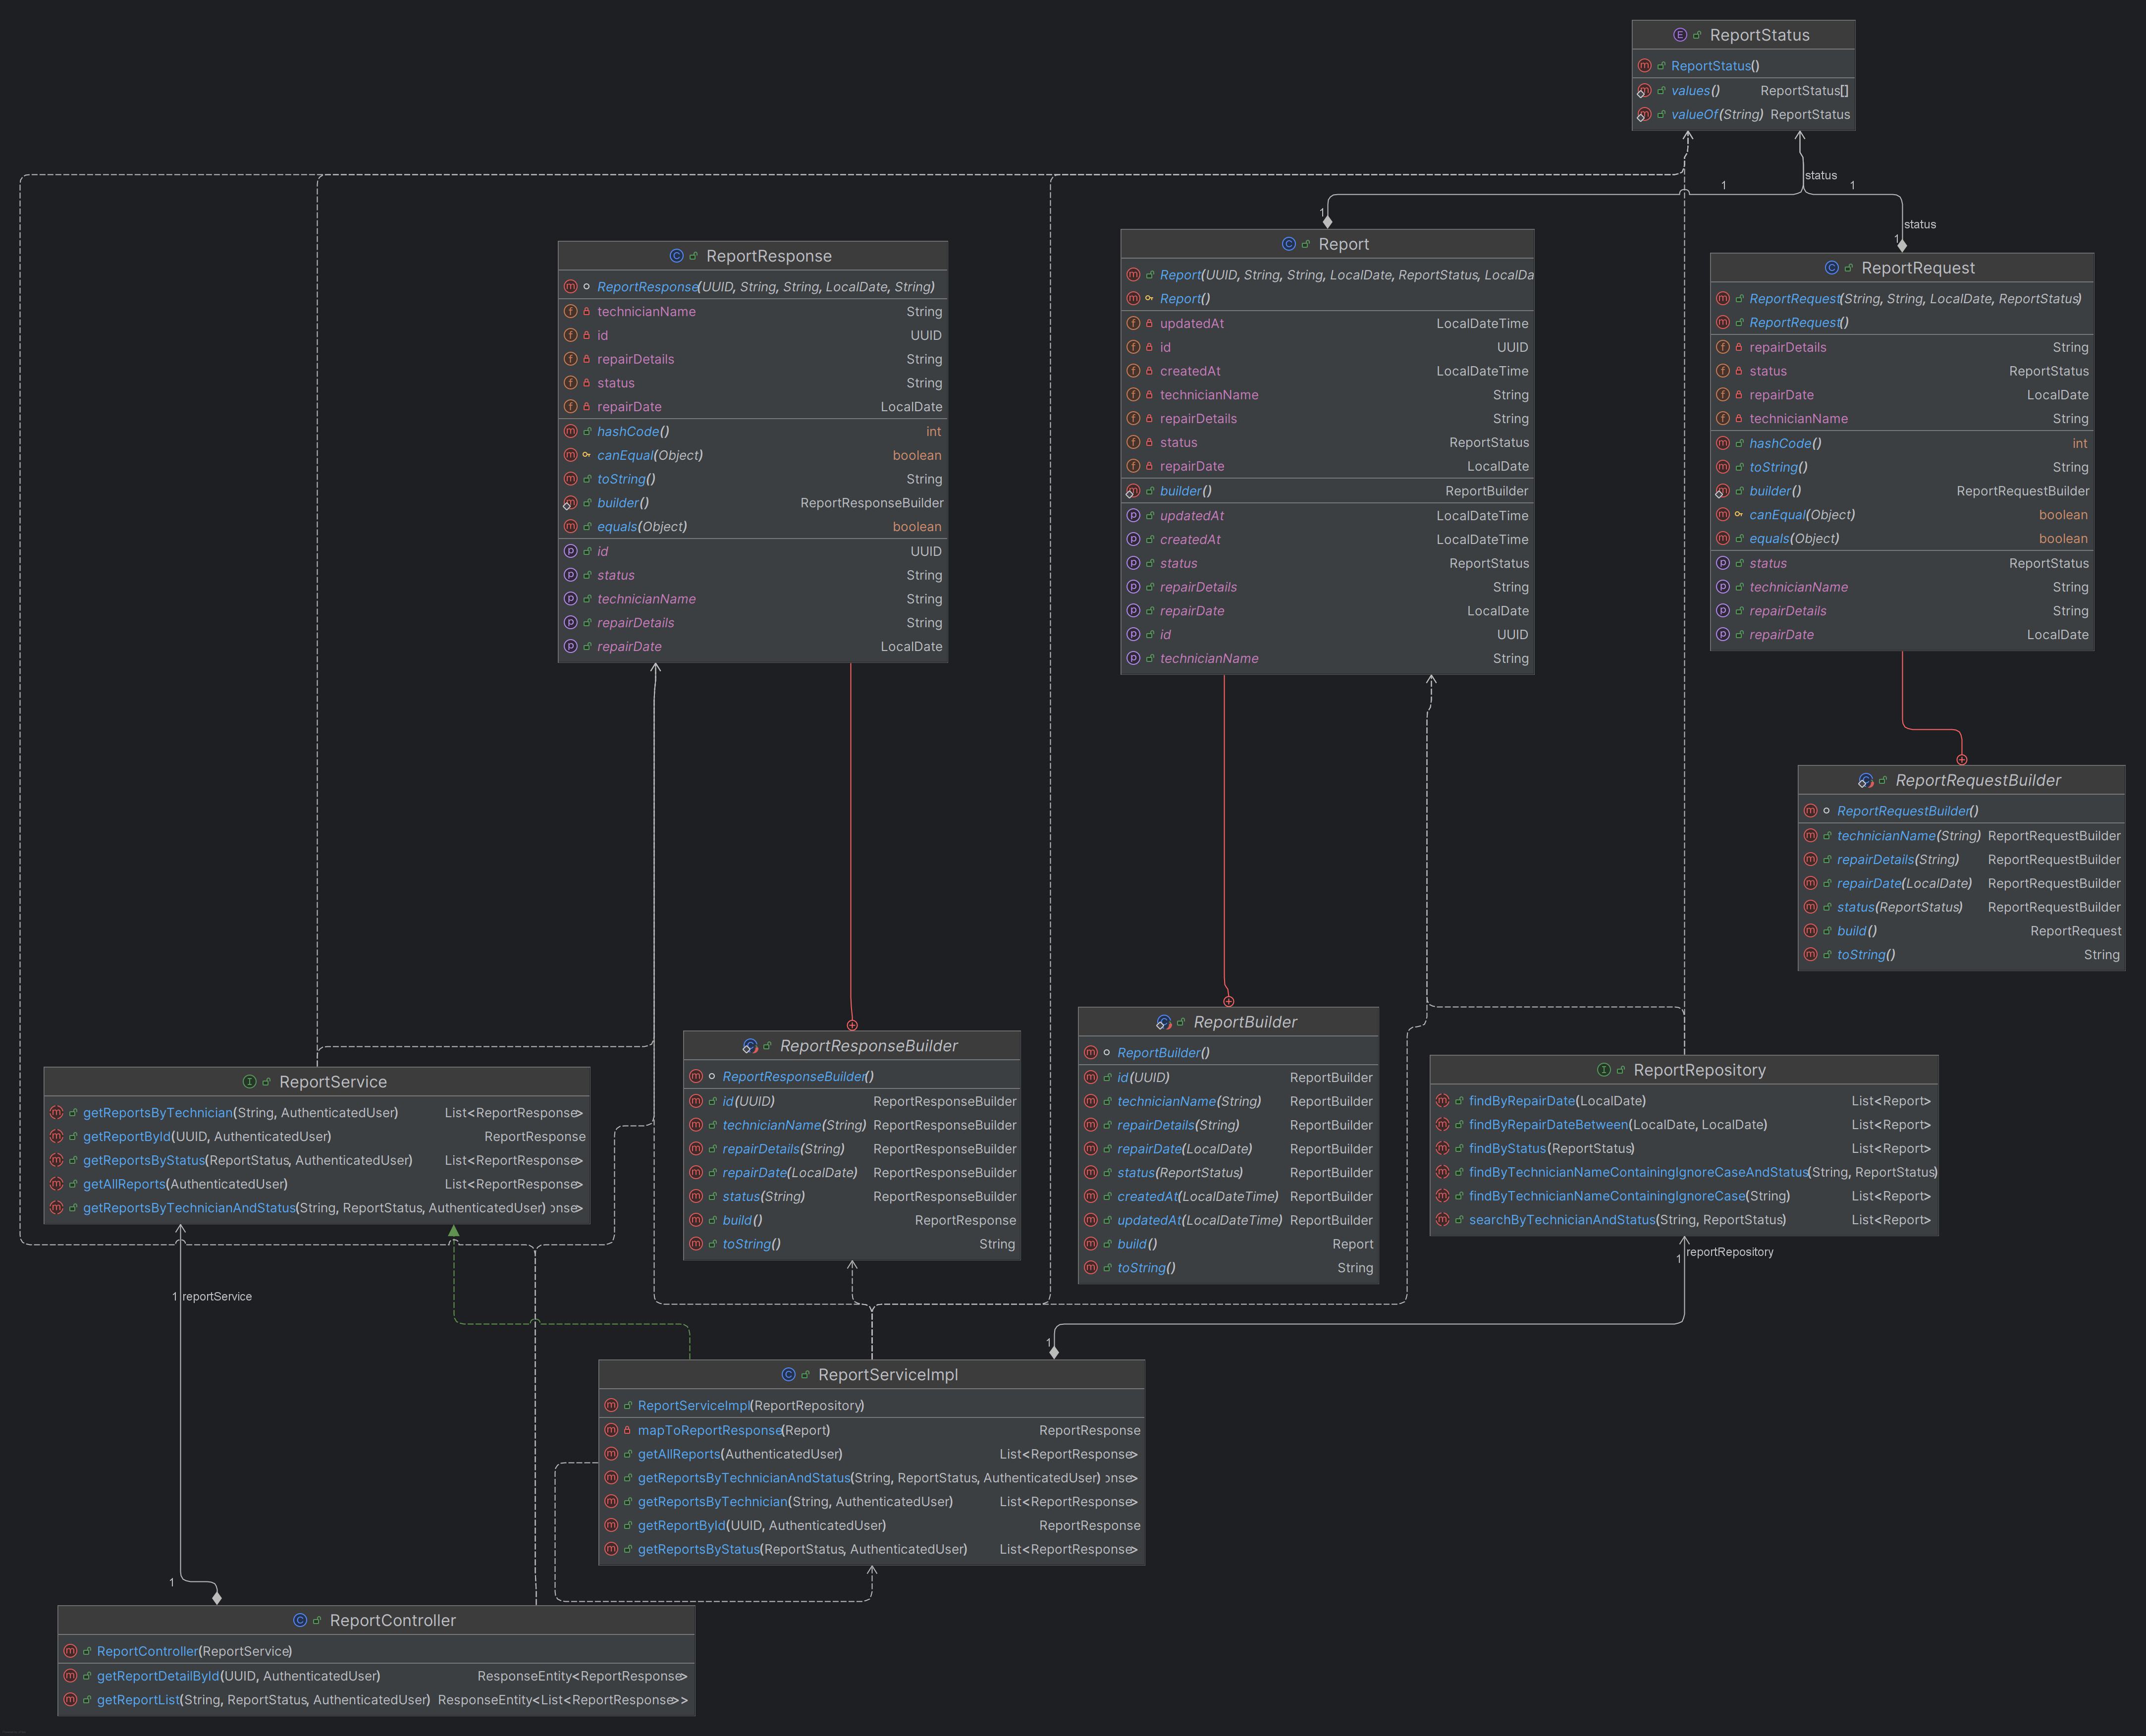 ReportStatus
ReportStatus()
values() ReportStatus[]
valueOf(String) ReportStatus
status
1
1
status
1
1
ReportResponse
ReportResponse(UUID, String, String, LocalDate, String)
technicianName String
id UUID
repairDetails String
status String
repairDate LocalDate
hashCode() int
canEqual(Object) boolean
toString() String
builder() ReportResponseBuilder
equals(Object) boolean
id UUID
status String
technicianName String
repairDetails String
repairDate LocalDate
Report
Report(UUID, String, String, LocalDate, ReportStatus, LocalDa
Report()
updatedAt LocalDateTime
id UUID
createdAt LocalDateTime
technicianName String
repairDetails String
status ReportStatus
repairDate LocalDate
builder() ReportBuilder
updatedAt LocalDateTime
createdAt LocalDateTime
status ReportStatus
repairDetails String
repairDate LocalDate
id UUID
technicianName String
ReportRequest
ReportRequest(String, String, LocalDate, ReportStatus)
ReportRequest()
repairDetails String
status ReportStatus
repairDate LocalDate
technicianName String
hashCode() int
toString() String
builder() ReportRequestBuilder
canEqual(Object) boolean
equals(Object) boolean
status ReportStatus
technicianName String
repairDetails String
repairDate LocalDate
ReportRequestBuilder
ReportRequestBuilder()
technicianName(String) ReportRequestBuilder
repairDetails(String) ReportRequestBuilder
repairDate(LocalDate) ReportRequestBuilder
status(ReportStatus) ReportRequestBuilder
build() ReportRequest
toString() String
ReportService
getReportsByTechnician(String, AuthenticatedUser) List<ReportResponse>
getReportById(UUID, AuthenticatedUser) ReportResponse
getReportsByStatus(ReportStatus, AuthenticatedUser) List<ReportResponse>
getAllReports(AuthenticatedUser) List<ReportResponse>
getReportsByTechnicianAndStatus(String, ReportStatus, AuthenticatedUser) onse>
ReportResponseBuilder
ReportResponseBuilder()
id(UUID) ReportResponseBuilder
technicianName(String) ReportResponseBuilder
repairDetails(String) ReportResponseBuilder
repairDate(LocalDate) ReportResponseBuilder
status(String) ReportResponseBuilder
build() ReportResponse
toString() String
ReportBuilder
ReportBuilder()
id(UUID) ReportBuilder
technicianName(String) ReportBuilder
repairDetails(String) ReportBuilder
repairDate(LocalDate) ReportBuilder
status(ReportStatus) ReportBuilder
createdAt(LocalDateTime) ReportBuilder
updatedAt(LocalDateTime) ReportBuilder
build() Report
toString() String
ReportRepository
findByRepairDate(LocalDate) List<Report>
findByRepairDateBetween(LocalDate, LocalDate) List<Report>
findByStatus(ReportStatus) List<Report>
findByTechnicianNameContainingIgnoreCaseAndStatus(String, ReportStatus)
findByTechnicianNameContainingIgnoreCase(String) List<Report>
searchByTechnicianAndStatus(String, ReportStatus) List<Report>
reportRepository
1
1 reportService
1
ReportServiceImpl
ReportServiceImpl(ReportRepository)
mapToReportResponse(Report) ReportResponse
getAllReports(AuthenticatedUser) List<ReportResponse>
getReportsByTechnicianAndStatus(String, ReportStatus, AuthenticatedUser) onse>
getReportsByTechnician(String, AuthenticatedUser) List<ReportResponse>
getReportById(UUID, AuthenticatedUser) ReportResponse
getReportsByStatus(ReportStatus, AuthenticatedUser) List<ReportResponse>
1
ReportController
ReportController(ReportService)
getReportDetailById(UUID, AuthenticatedUser) ResponseEntity<ReportResponse>
getReportList(String, ReportStatus, AuthenticatedUser) ResponseEntity<List<ReportResponse>>